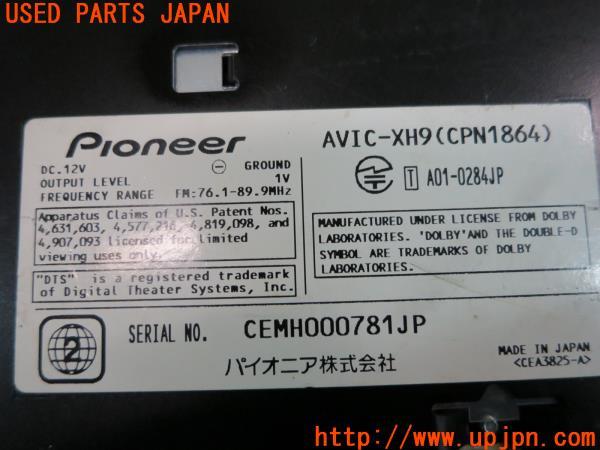 USED PARTS JAPAN
Pioneer
AVIC-XH9(CPN1864)
DC.12V ⊖ GROUND
OUTPUT LEVEL 1V
FREQUENCY RANGE FM:76.1-89.9MHz
T A01-0284JP
Apparatus Claims of U.S. Patent Nos.
4,631,603, 4,577,216, 4,819,098, and
4,907,093 licensed for limited
viewing uses only.
MANUFACTURED UNDER LICENSE FROM DOLBY
LABORATORIES. 'DOLBY'AND THE DOUBLE-D
SYMBOL ARE TRADEMARKS OF DOLBY
LABORATORIES.
"DTS" is a registered trademark
of Digital Theater Systems, Inc.
2
SERIAL NO. CEMH000781JP
パイオニア株式会社
MADE IN JAPAN
<CEA3825-A>
USED PARTS JAPAN
http://www.upjpn.com